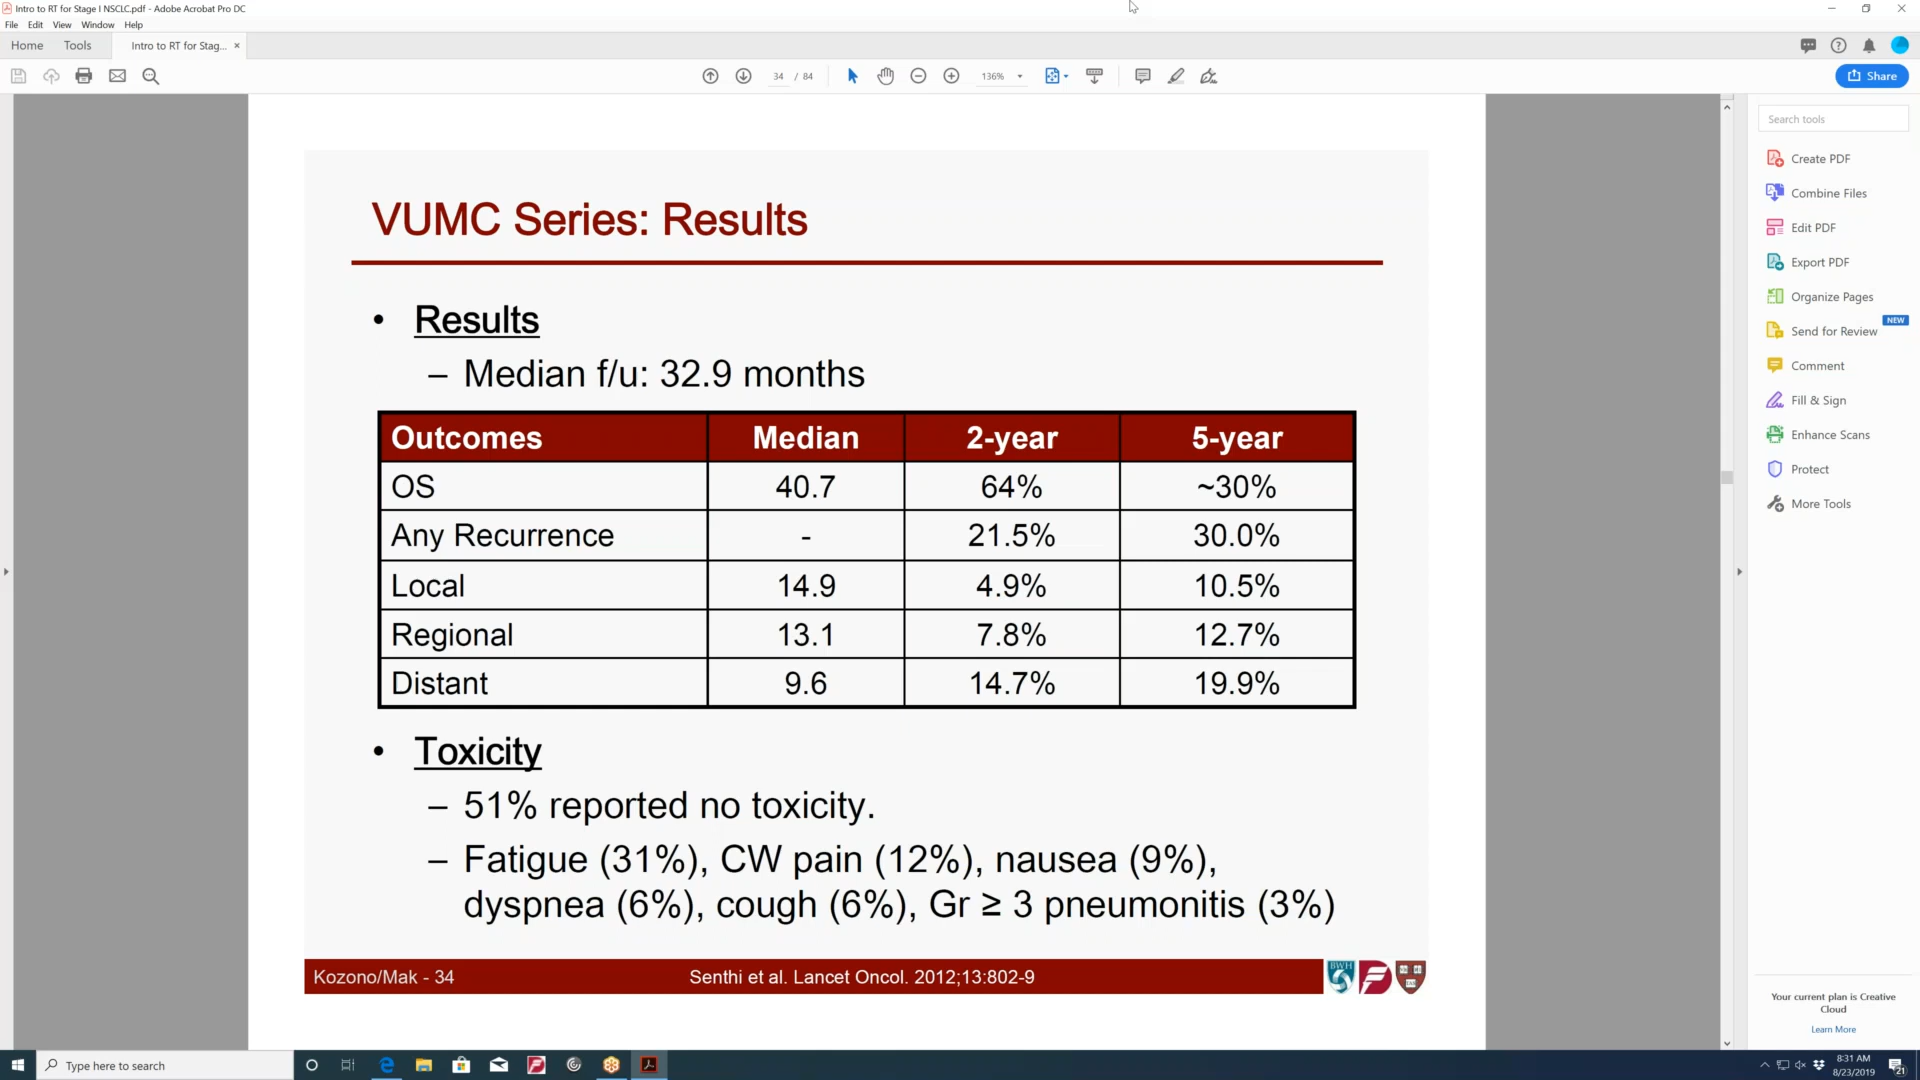 Intro to RT for Stage I NSCLC.pdf - Adobe Acrobat Pro DC
File Edit View Window Help
Home Tools Intro to RT for Stag... ×
34 / 84 136% Share
Search tools
Create PDF
Combine Files
Edit PDF
Export PDF
Organize Pages
Send for Review NEW
Comment
Fill & Sign
Enhance Scans
Protect
More Tools
Your current plan is Creative
Cloud
Learn More
VUMC Series: Results
• Results
– Median f/u: 32.9 months
Outcomes Median 2-year 5-year
OS 40.7 64% ~30%
Any Recurrence - 21.5% 30.0%
Local 14.9 4.9% 10.5%
Regional 13.1 7.8% 12.7%
Distant 9.6 14.7% 19.9%
• Toxicity
– 51% reported no toxicity.
– Fatigue (31%), CW pain (12%), nausea (9%),
dyspnea (6%), cough (6%), Gr ≥ 3 pneumonitis (3%)
Kozono/Mak - 34 Senthi et al. Lancet Oncol. 2012;13:802-9
BWH
Type here to search
8:31 AM
8/23/2019
21